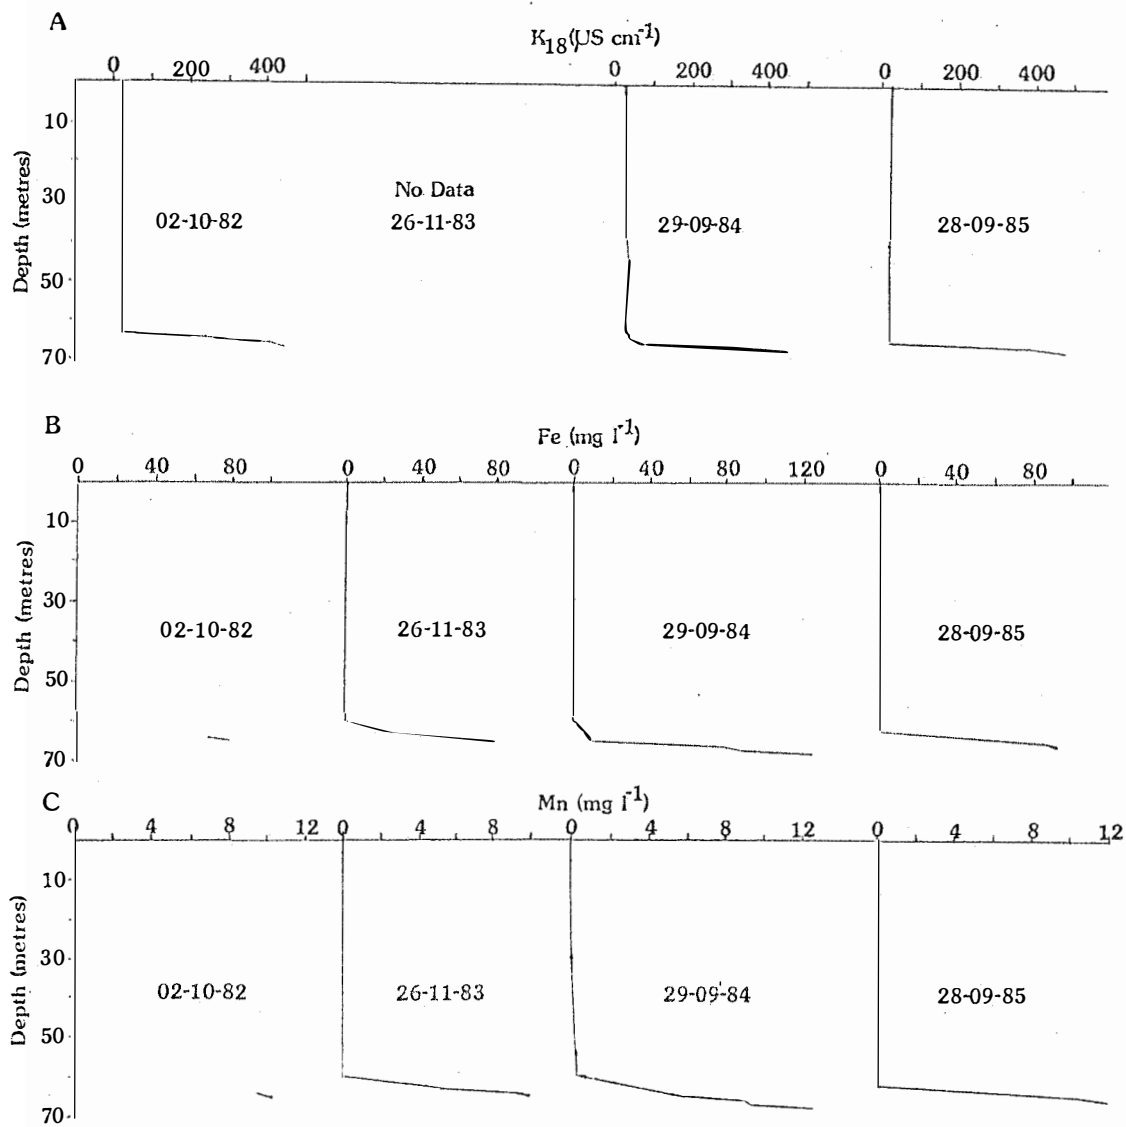 A
K18(µS cm-1)
0 200 400 0 200 400 0 200 400
10
30
50
70
Depth (metres)
No Data
02-10-82 26-11-83 29-09-84 28-09-85
B
Fe (mg l-1)
0 40 80 0 40 80 0 40 80 120 0 40 80
10
30
50
70
Depth (metres)
02-10-82 26-11-83 29-09-84 28-09-85
C
Mn (mg l-1)
0 4 8 12 0 4 8 0 4 8 12 0 4 8 12
10
30
50
70
Depth (metres)
02-10-82 26-11-83 29-09-84 28-09-85